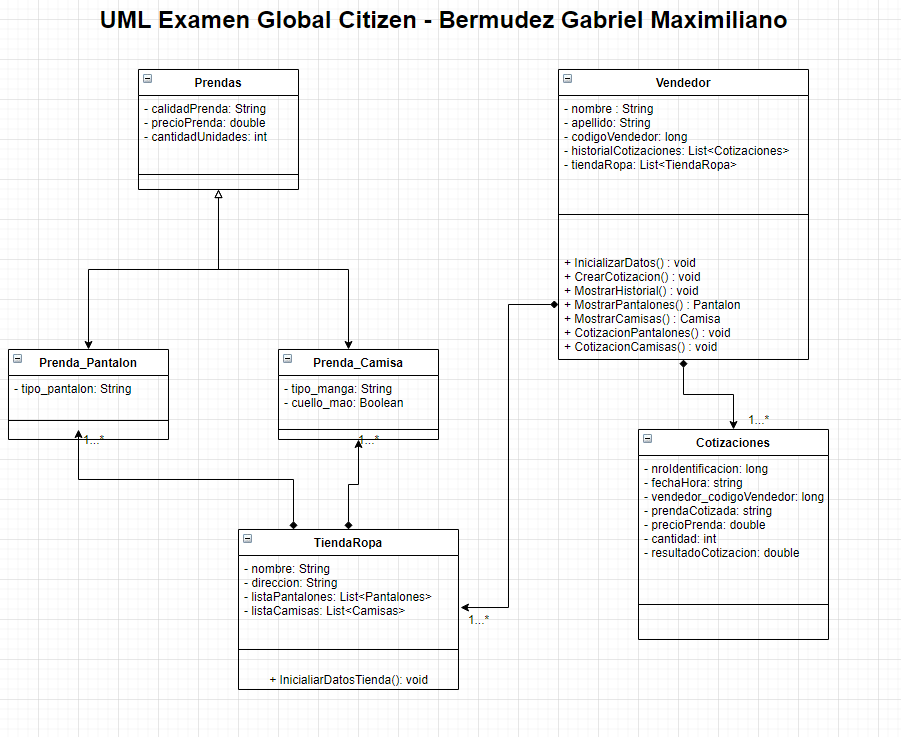 UML Examen Global Citizen - Bermudez Gabriel Maximiliano
Prendas
- calidadPrenda: String
- precioPrenda: double
- cantidadUnidades: int
Vendedor
- nombre : String
- apellido: String
- codigoVendedor: long
- historialCotizaciones: List<Cotizaciones>
- tiendaRopa: List<TiendaRopa>
+ InicializarDatos() : void
+ CrearCotizacion() : void
+ MostrarHistorial() : void
+ MostrarPantalones() : Pantalon
+ MostrarCamisas() : Camisa
+ CotizacionPantalones() : void
+ CotizacionCamisas() : void
Prenda_Pantalon
- tipo_pantalon: String
1...*
Prenda_Camisa
- tipo_manga: String
- cuello_mao: Boolean
1...*
1...*
Cotizaciones
- nroIdentificacion: long
- fechaHora: string
- vendedor_codigoVendedor: long
- prendaCotizada: string
- precioPrenda: double
- cantidad: int
- resultadoCotizacion: double
TiendaRopa
- nombre: String
- direccion: String
- listaPantalones: List<Pantalones>
- listaCamisas: List<Camisas>
1...*
+ InicialiarDatosTienda(): void